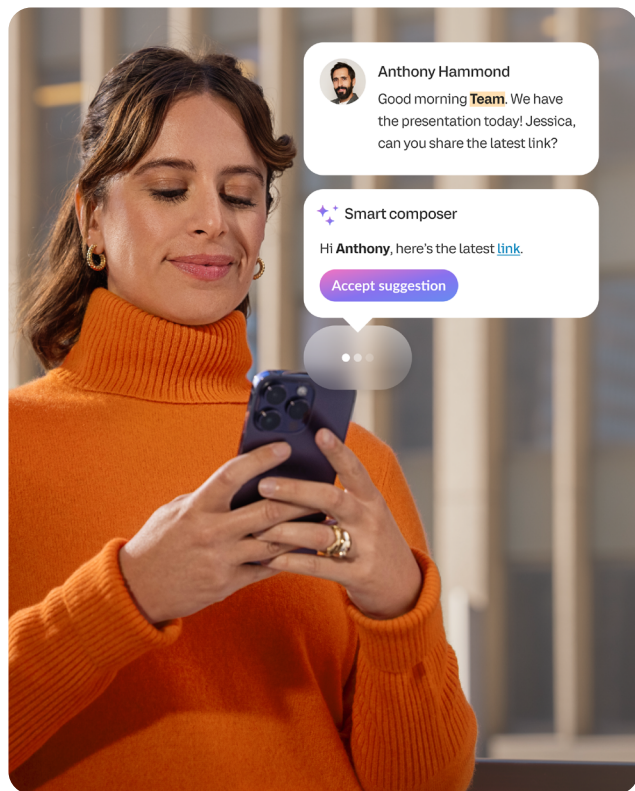 Anthony Hammond
Good morning Team. We have
the presentation today! Jessica,
can you share the latest link?
Smart composer
Hi Anthony, here's the latest link.
Accept suggestion